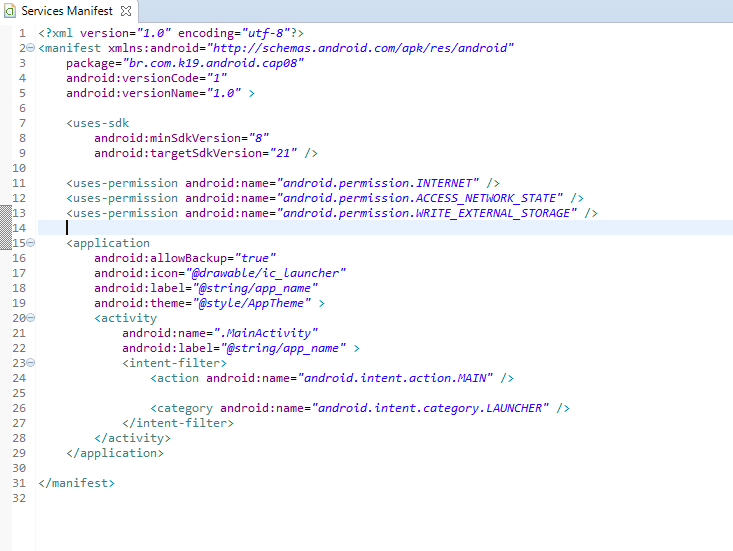 Services Manifest
1 <?xml version="1.0" encoding="utf-8"?>
2 <manifest xmlns:android="http://schemas.android.com/apk/res/android"
3     package="br.com.k19.android.cap08"
4     android:versionCode="1"
5     android:versionName="1.0" >
6
7     <uses-sdk
8         android:minSdkVersion="8"
9         android:targetSdkVersion="21" />
10
11     <uses-permission android:name="android.permission.INTERNET" />
12     <uses-permission android:name="android.permission.ACCESS_NETWORK_STATE" />
13     <uses-permission android:name="android.permission.WRITE_EXTERNAL_STORAGE" />
14
15     <application
16         android:allowBackup="true"
17         android:icon="@drawable/ic_launcher"
18         android:label="@string/app_name"
19         android:theme="@style/AppTheme" >
20         <activity
21             android:name=".MainActivity"
22             android:label="@string/app_name" >
23             <intent-filter>
24                 <action android:name="android.intent.action.MAIN" />
25
26                 <category android:name="android.intent.category.LAUNCHER" />
27             </intent-filter>
28         </activity>
29     </application>
30
31 </manifest>
32